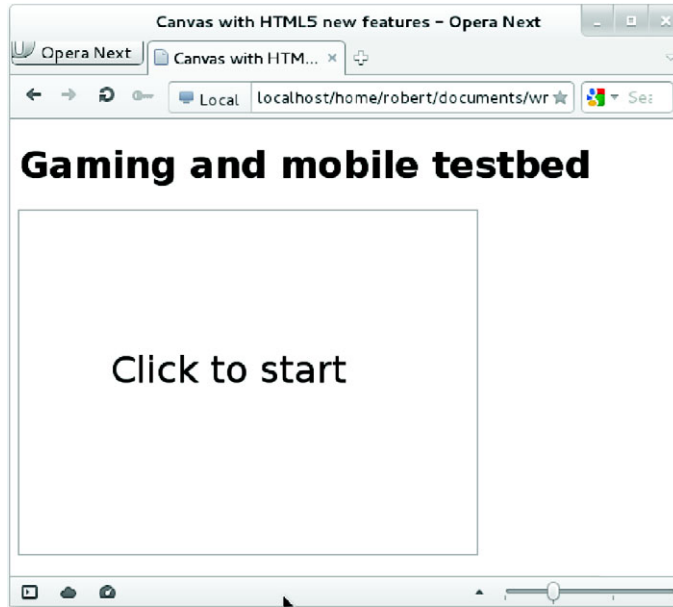 Canvas with HTML5 new features – Opera Next
Opera Next
Canvas with HTM...
Local localhost/home/robert/documents/wr
Gaming and mobile testbed
Click to start